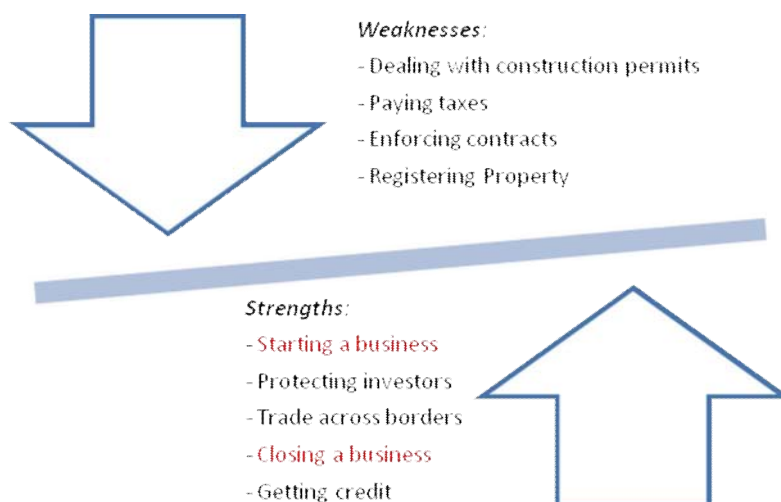 Weaknesses:
- Dealing with construction permits
- Paying taxes
- Enforcing contracts
- Registering Property
Strengths:
- Starting a business
- Protecting investors
- Trade across borders
- Closing a business
- Getting credit